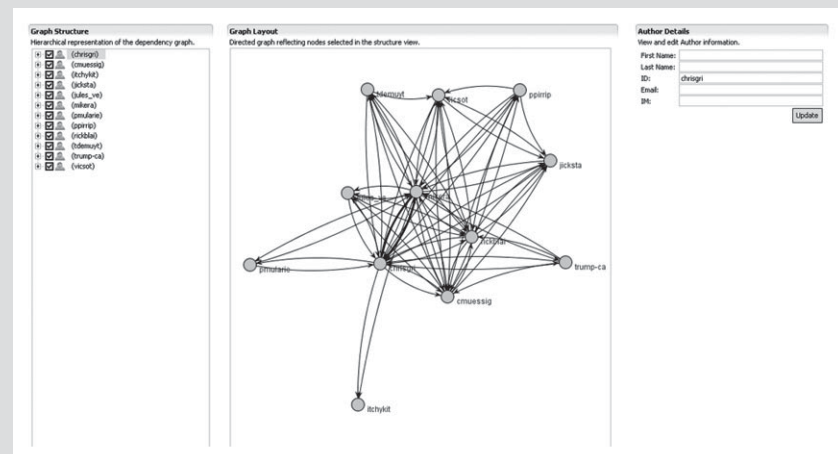 Graph Structure
Hierarchical representation of the dependency graph.
(chrisgri)
(cmuessig)
(itchykit)
(jicksta)
(jules_ve)
(mikera)
(pmularie)
(ppirrip)
(rickblai)
(tdemuyt)
(trump-ca)
(vicsot)
Graph Layout
Directed graph reflecting nodes selected in the structure view.
tdemuyt
vicsot
ppirrip
jicksta
rickblai
pmularie
chrisgri
trump-ca
cmuessig
itchykit
Author Details
View and edit Author information.
First Name:
Last Name:
ID: chrisgri
Email:
IM:
Update